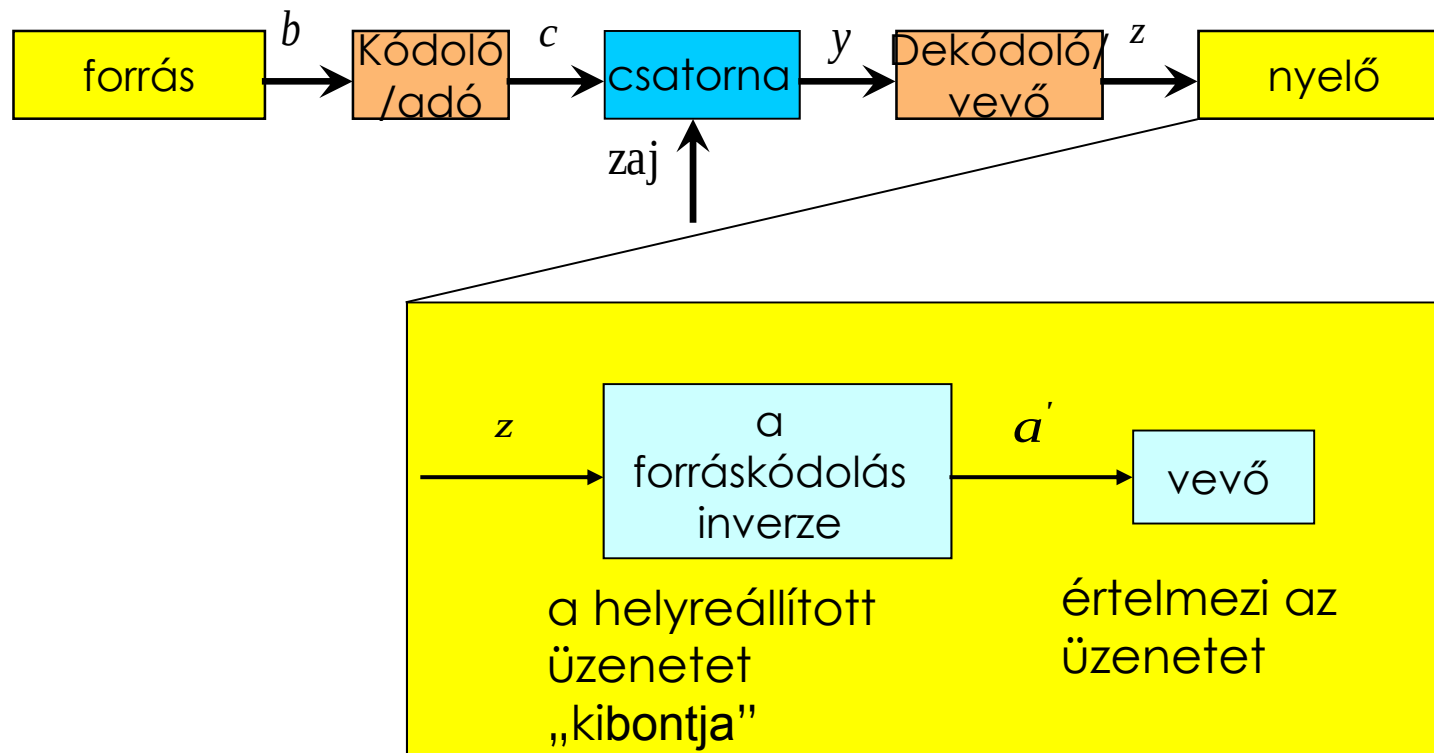 b
c
y
z
forrás
Kódoló
/adó
csatorna
Dekódoló/
vevő
nyelő
zaj
z
a
forráskódolás
inverze
a'
vevő
a helyreállított
üzenetet
„kibontja”
értelmezi az
üzenetet